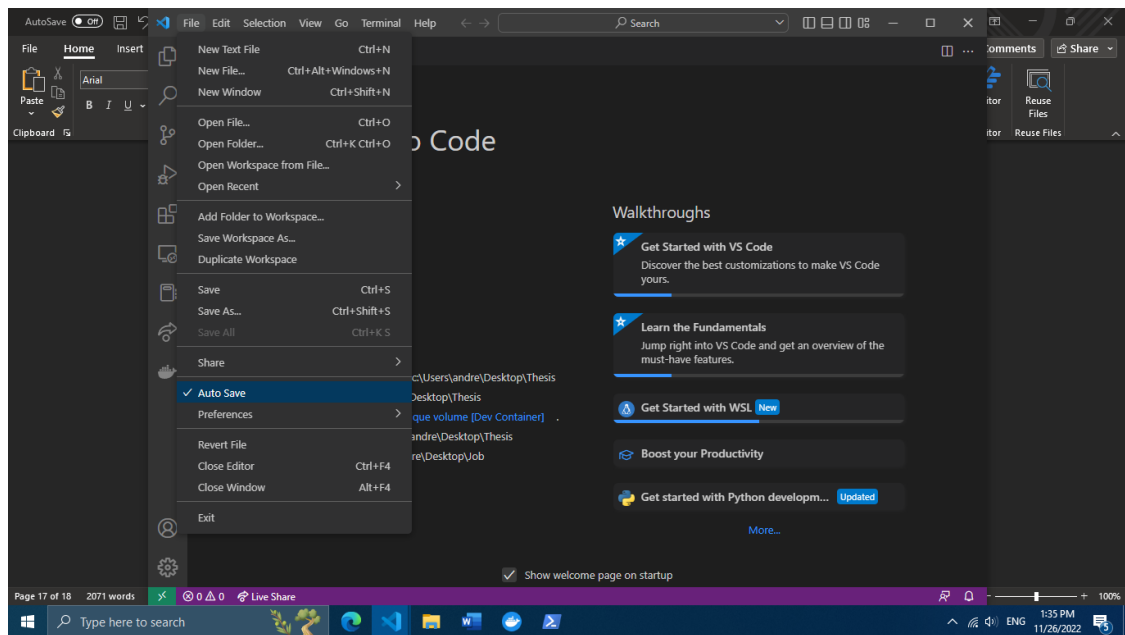 AutoSave Off File Edit Selection View Go Terminal Help Search
File Home Insert
Comments Share
Paste
Arial
B I U
Clipboard
Reuse
Files
Reuse Files
New Text File Ctrl+N
New File... Ctrl+Alt+Windows+N
New Window Ctrl+Shift+N
Open File... Ctrl+O
Open Folder... Ctrl+K Ctrl+O
Open Workspace from File...
Open Recent
Add Folder to Workspace...
Save Workspace As...
Duplicate Workspace
Save Ctrl+S
Save As... Ctrl+Shift+S
Save All Ctrl+K S
Share
Auto Save
Preferences
Revert File
Close Editor Ctrl+F4
Close Window Alt+F4
Exit
Code
c:\Users\andre\Desktop\Thesis
Desktop\Thesis
que volume [Dev Container] .
andre\Desktop\Thesis
re\Desktop\Job
Walkthroughs
Get Started with VS Code
Discover the best customizations to make VS Code
yours.
Learn the Fundamentals
Jump right into VS Code and get an overview of the
must-have features.
Get Started with WSL New
Boost your Productivity
Get started with Python developm... Updated
More...
Show welcome page on startup
Page 17 of 18 2071 words 0 0 Live Share 100%
Type here to search
ENG
1:35 PM
11/26/2022
5